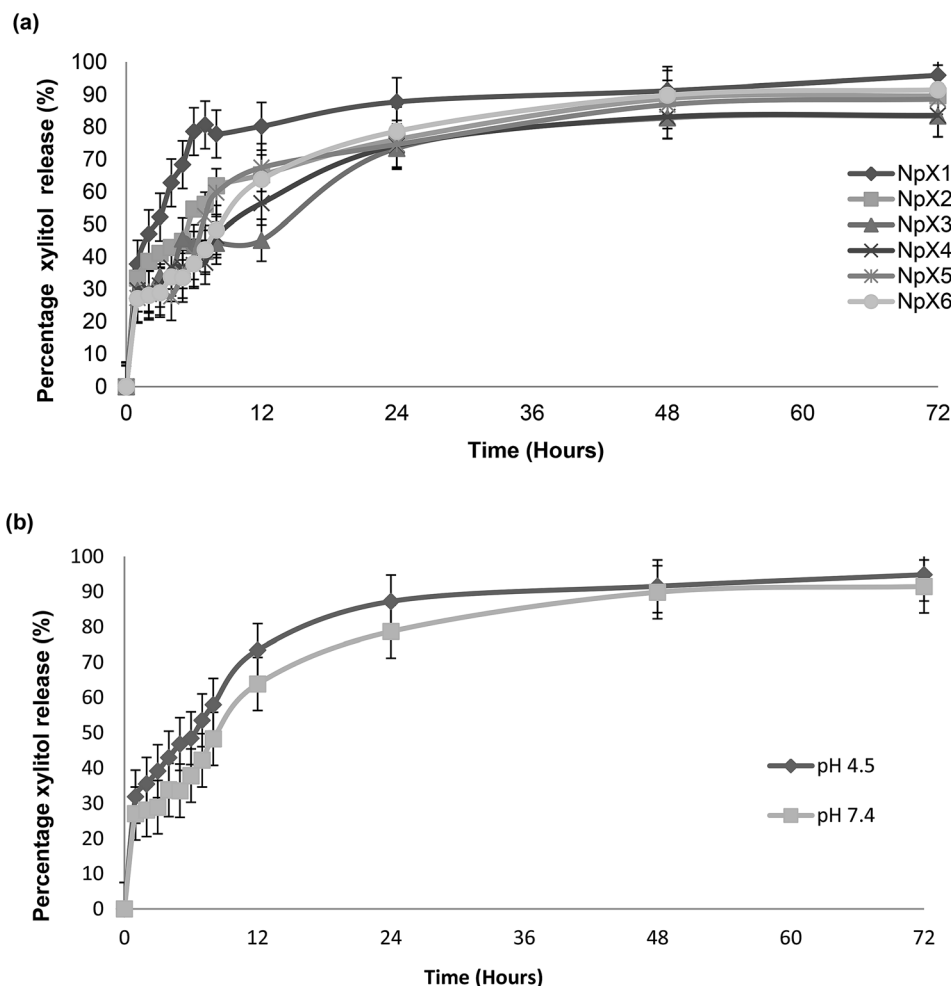 (a)
Percentage xylitol release (%)
100
90
80
70
60
50
40
30
20
10
0
0 12 24 36 48 60 72
Time (Hours)
NpX1
NpX2
NpX3
NpX4
NpX5
NpX6
(b)
Percentage xylitol release (%)
100
90
80
70
60
50
40
30
20
10
0
0 12 24 36 48 60 72
Time (Hours)
pH 4.5
pH 7.4